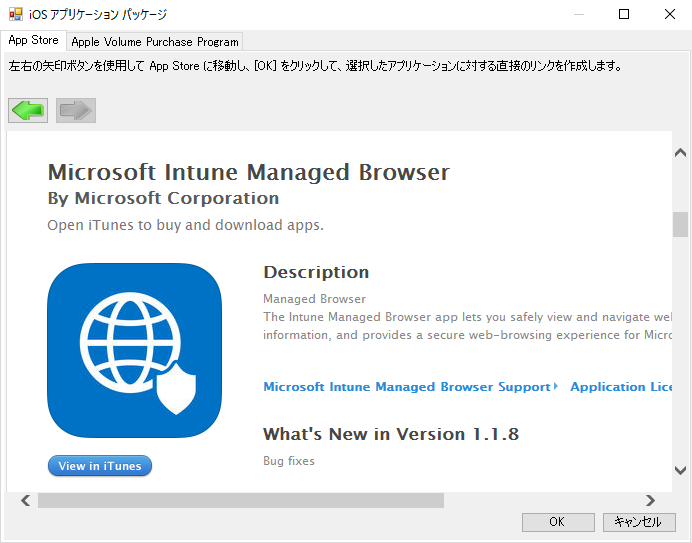 iOS アプリケーション パッケージ
App Store
Apple Volume Purchase Program
左右の矢印ボタンを使用して App Store に移動し、[OK] をクリックして、選択したアプリケーションに対する直接のリンクを作成します。
Microsoft Intune Managed Browser
By Microsoft Corporation
Open iTunes to buy and download apps.
Description
Managed Browser
The Intune Managed Browser app lets you safely view and navigate we
information, and provides a secure web-browsing experience for Micro
Microsoft Intune Managed Browser Support
Application Lice
What's New in Version 1.1.8
Bug fixes
View in iTunes
OK
キャンセル